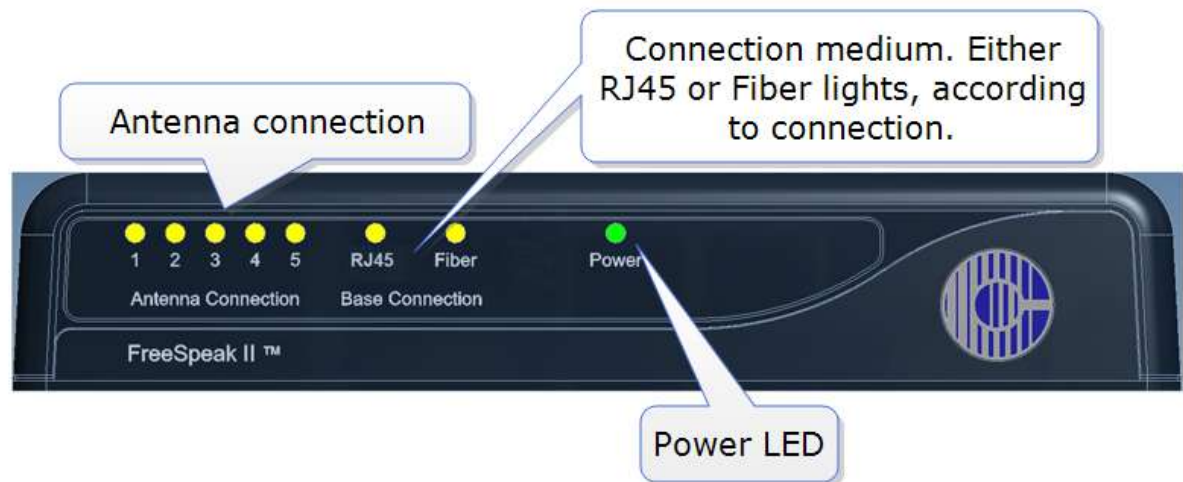 Connection medium. Either
RJ45 or Fiber lights, according
to connection.
Antenna connection
1 2 3 4 5 RJ45 Fiber Power
Antenna Connection Base Connection
FreeSpeak II ™
Power LED